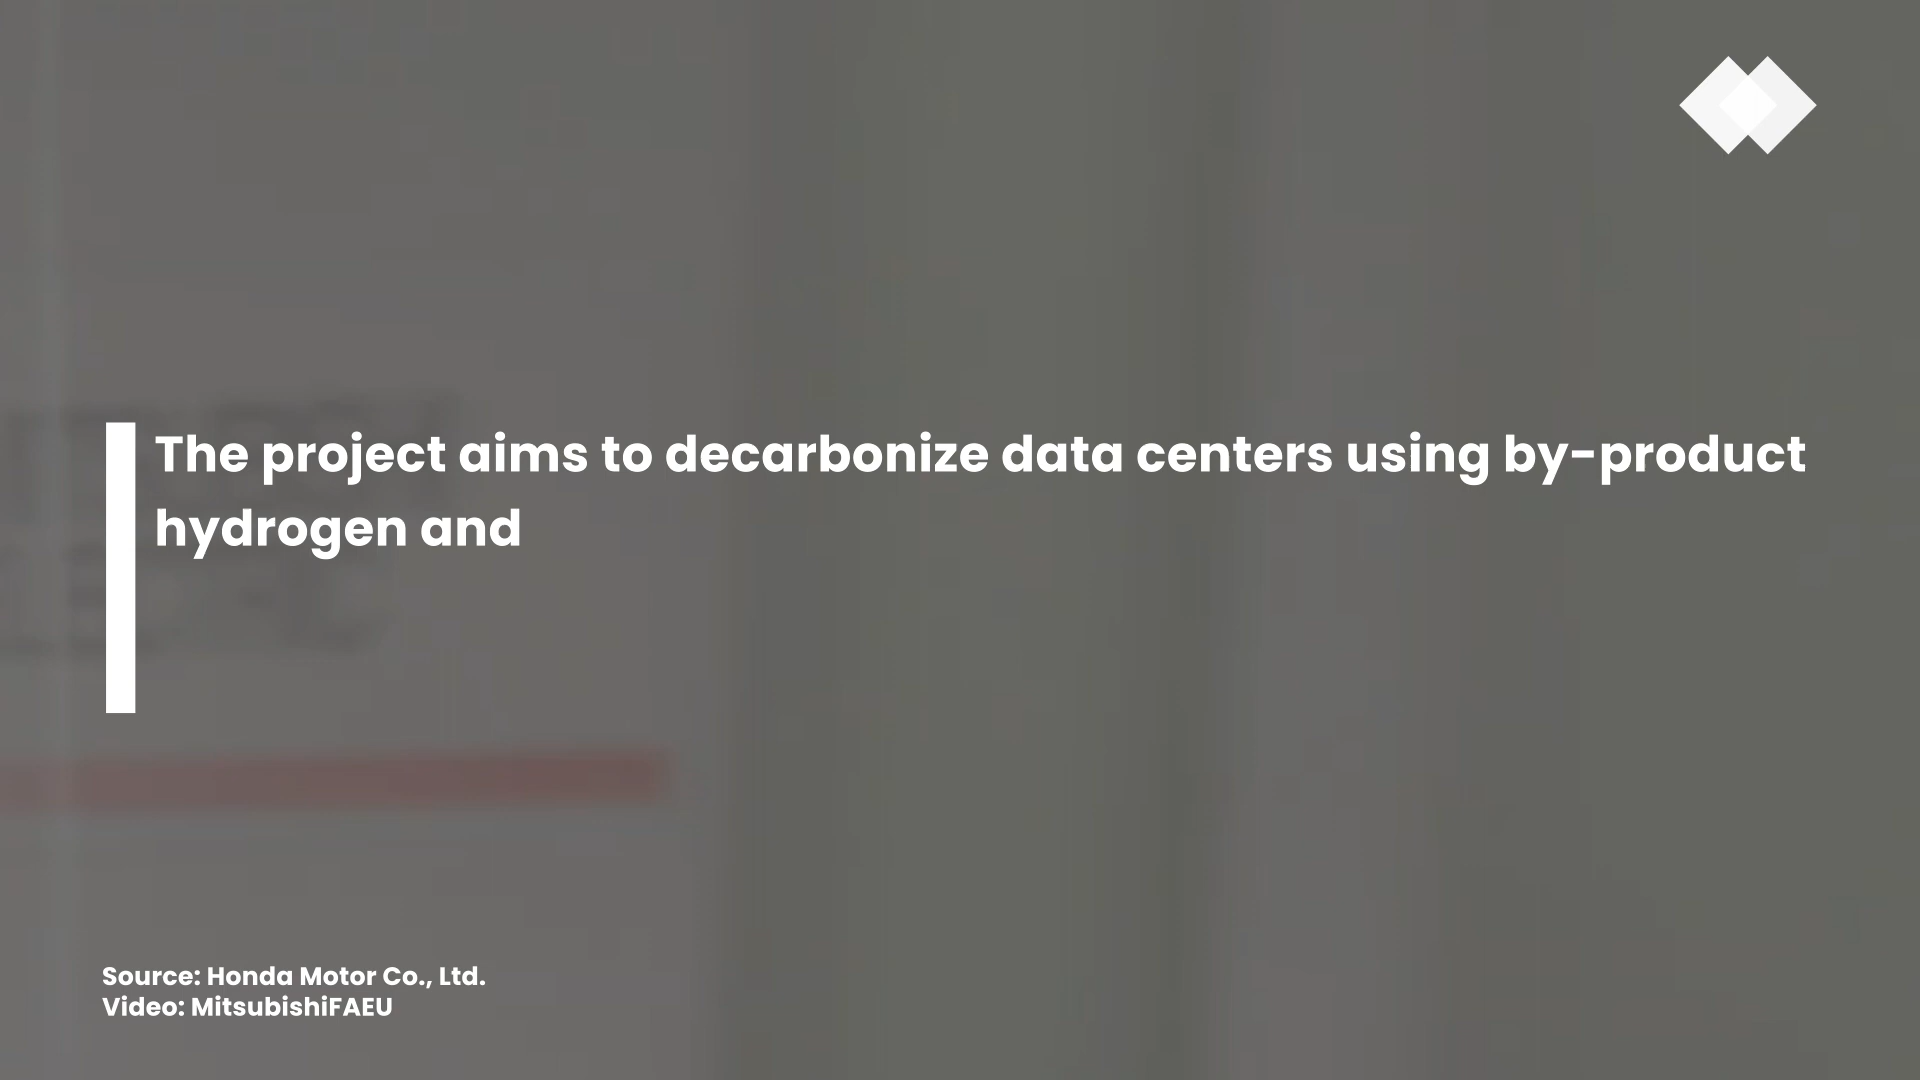 The project aims to decarbonize data centers using by-product
hydrogen and
Source: Honda Motor Co., Ltd.
Video: MitsubishiFAEU